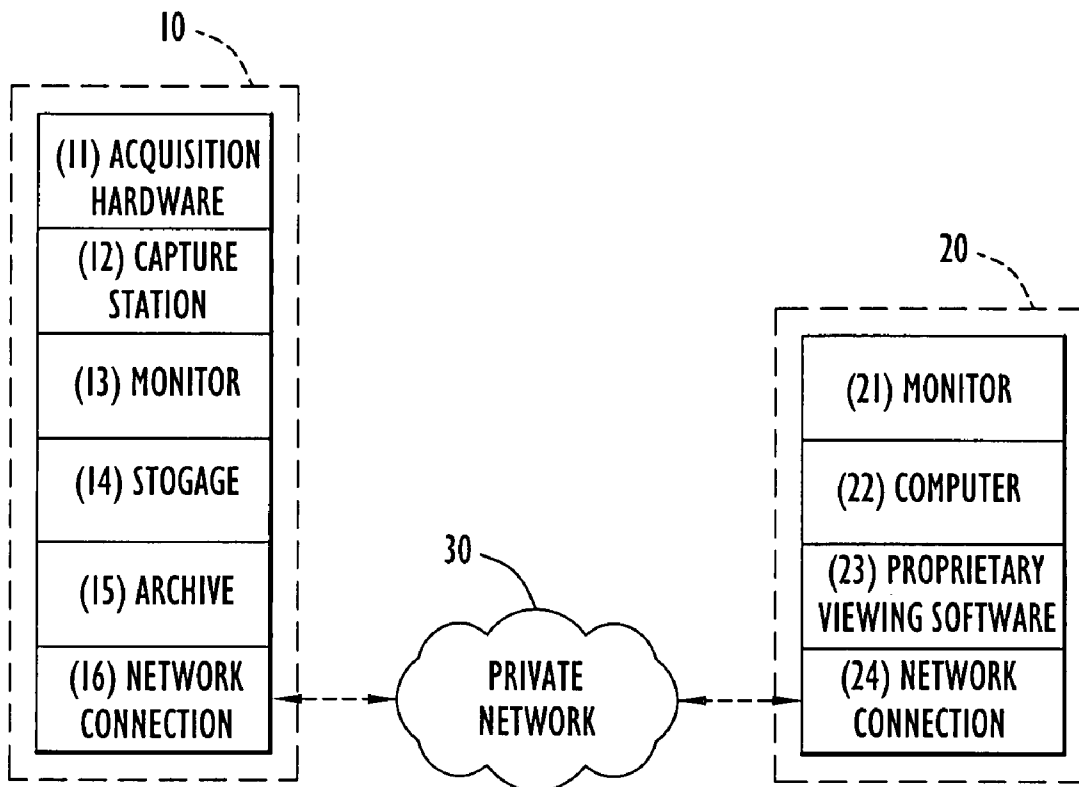 10
(11) ACQUISITION
HARDWARE
(12) CAPTURE
STATION
(13) MONITOR
(14) STOGAGE
(15) ARCHIVE
(16) NETWORK
CONNECTION
30
PRIVATE
NETWORK
20
(21) MONITOR
(22) COMPUTER
(23) PROPRIETARY
VIEWING SOFTWARE
(24) NETWORK
CONNECTION